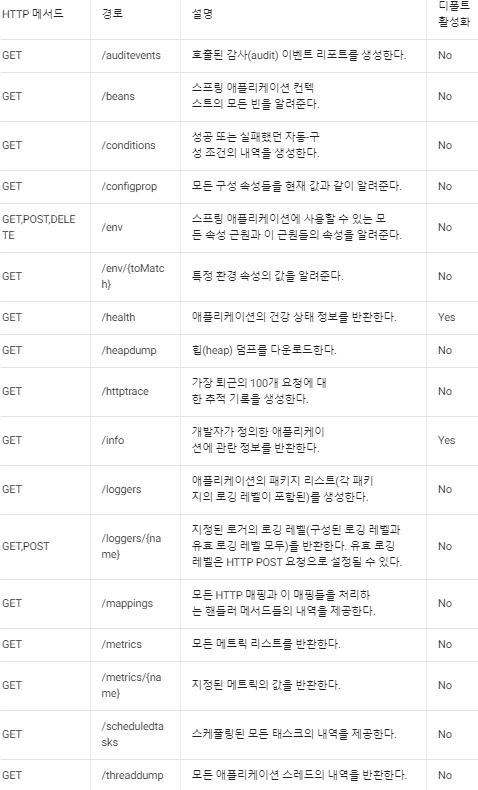 HTTP 메서드 경로 설명 디폴트
활성화
GET /auditevents 호출된 감사(audit) 이벤트 리포트를 생성한다. No
GET /beans 스프링 애플리케이션 컨텍 No
스트의 모든 빈을 알려준다.
GET /conditions 성공 또는 실패했던 자동-구 No
성 조건의 내역을 생성한다.
GET /configprop 모든 구성 속성들을 현재 값과 같이 알려준다. No
GET,POST,DELE /env 스프링 애플리케이션에 사용할 수 있는 모 No
TE 든 속성 근원과 이 근원들의 속성을 알려준다.
GET /env/{toMatc 특정 환경 속성의 값을 알려준다. No
h}
GET /health 애플리케이션의 건강 상태 정보를 반환한다. Yes
GET /heapdump 힙(heap) 덤프를 다운로드한다. No
GET /httptrace 가장 퇴근의 100개 요청에 대 No
한 추적 기록을 생성한다.
GET /info 개발자가 정의한 애플리케이 Yes
션에 관란 정보를 반환한다.
GET /loggers 애플리케이션의 패키지 리스트(각 패키 No
지의 로깅 레벨이 포함된)를 생성한다.
GET,POST /loggers/{na 지정된 로거의 로깅 레벨(구성된 로깅 레벨과 No
me} 유효 로깅 레벨 모두)을 반환한다. 유효 로깅
레벨은 HTTP POST 요청으로 설정될 수 있다.
GET /mappings 모든 HTTP 매핑과 이 매핑들을 처리하 No
는 핸들러 메서드들의 내역을 제공한다.
GET /metrics 모든 메트릭 리스트를 반환한다. No
GET /metrics/{na 지정된 메트릭의 값을 반환한다. No
me}
GET /scheduledta 스케쿨링된 모든 태스크의 내역을 제공한다. No
sks
GET /threaddump 모든 애플리케이션 스레드의 내역을 반환한다. No